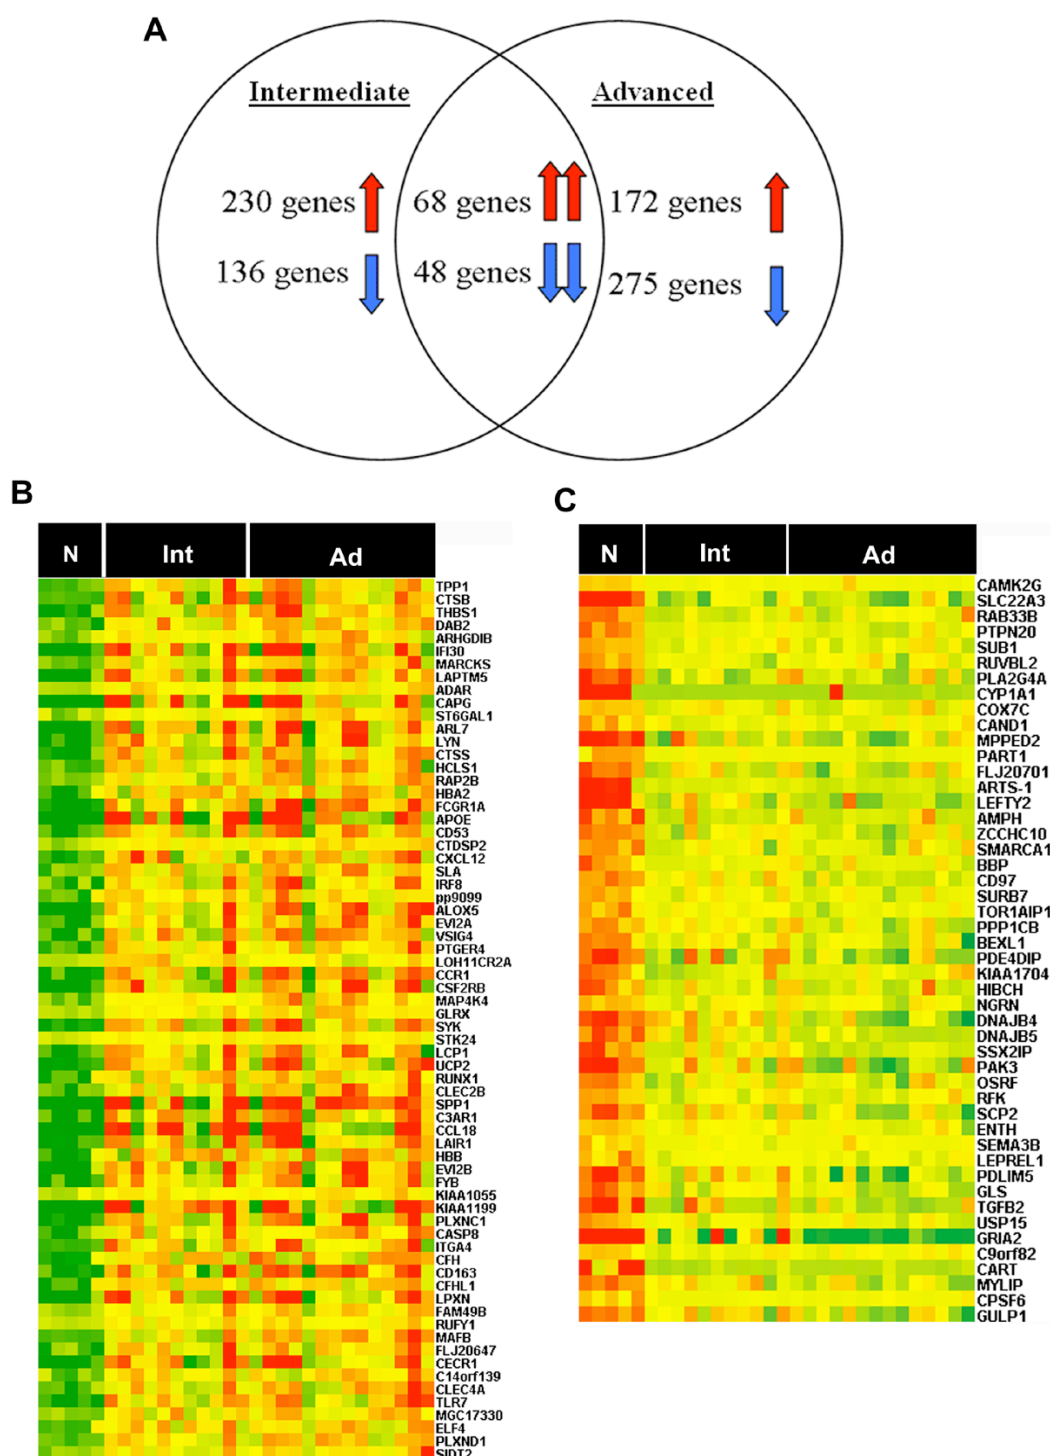 A
Intermediate
Advanced
230 genes
68 genes
172 genes
136 genes
48 genes
275 genes
B
N
Int
Ad
TPP1
CTSB
THBS1
DAB2
ARHGDIB
IFI30
MARCKS
LAPTM5
ADAR
CAPG
ST6GAL1
ARL7
LYN
CTSS
HCLS1
RAP2B
HBA2
FCGR1A
APOE
CD53
CTDSP2
CXCL12
SLA
IRF8
pp9099
ALOX5
EVI2A
VSIG4
PTGER4
LOH11CR2A
CCR1
CSF2RB
MAP4K4
GLRX
SYK
STK24
LCP1
UCP2
RUNX1
CLEC2B
SPP1
C3AR1
CCL18
LAIR1
HBB
EVI2B
FYB
KIAA1055
KIAA1199
PLXNC1
CASP8
ITGA4
CFH
CD163
CFHL1
LPXN
FAM49B
RUFY1
MAFB
FLJ20647
CECR1
C14orf139
CLEC4A
TLR7
MGC17330
ELF4
PLXND1
SIDT2
C
N
Int
Ad
CAMK2G
SLC22A3
RAB33B
PTPN20
SUB1
RUVBL2
PLA2G4A
CYP1A1
COX7C
CAND1
MPPED2
PART1
FLJ20701
ARTS-1
LEFTY2
AMPH
ZCCHC10
SMARCA1
BBP
CD97
SURB7
TOR1AIP1
PPP1CB
BEXL1
PDE4DIP
KIAA1704
HIBCH
NGRN
DNAJB4
DNAJB5
SSX2IP
PAK3
OSRF
RFK
SCP2
ENTH
SEMA3B
LEPREL1
PDLIM5
GLS
TGFB2
USP15
GRIA2
C9orf82
CART
MYLIP
CPSF6
GULP1